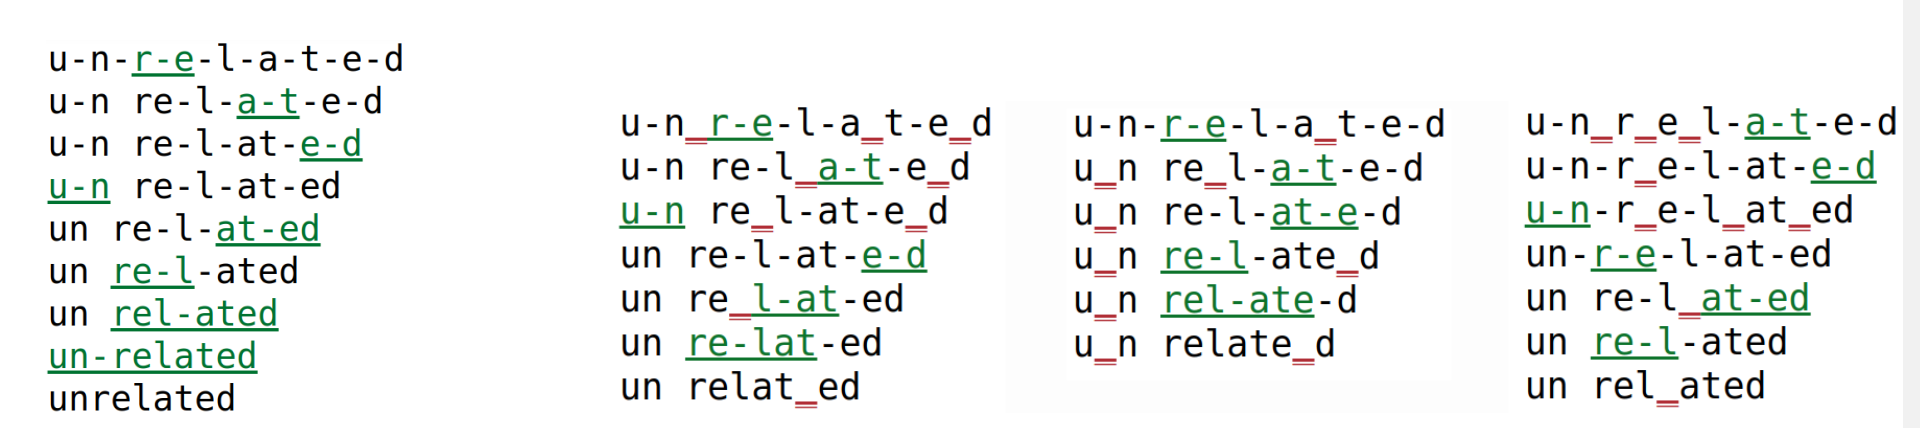 u-n-r-e-l-a-t-e-d
u-n re-l-a-t-e-d
u-n re-l-at-e-d
u-n re-l-at-ed
un re-l-at-ed
un re-l-ated
un rel-ated
un-related
unrelated
u-n_r-e-l-a_t-e_d
u-n re-l_a-t-e_d
u-n re_l-at-e_d
un re-l-at-e-d
un re_l-at-ed
un re-lat-ed
un relat_ed
u-n-r-e-l-a_t-e-d
u_n re_l-a-t-e-d
u_n re-l-at-e-d
u_n re-l-ate_d
u_n rel-ate-d
u_n relate_d
u-n_r_e_l-a-t-e-d
u-n-r_e-l-at-e-d
u-n-r_e-l_at_ed
un-r-e-l-at-ed
un re-l_at-ed
un re-l-ated
un rel_ated